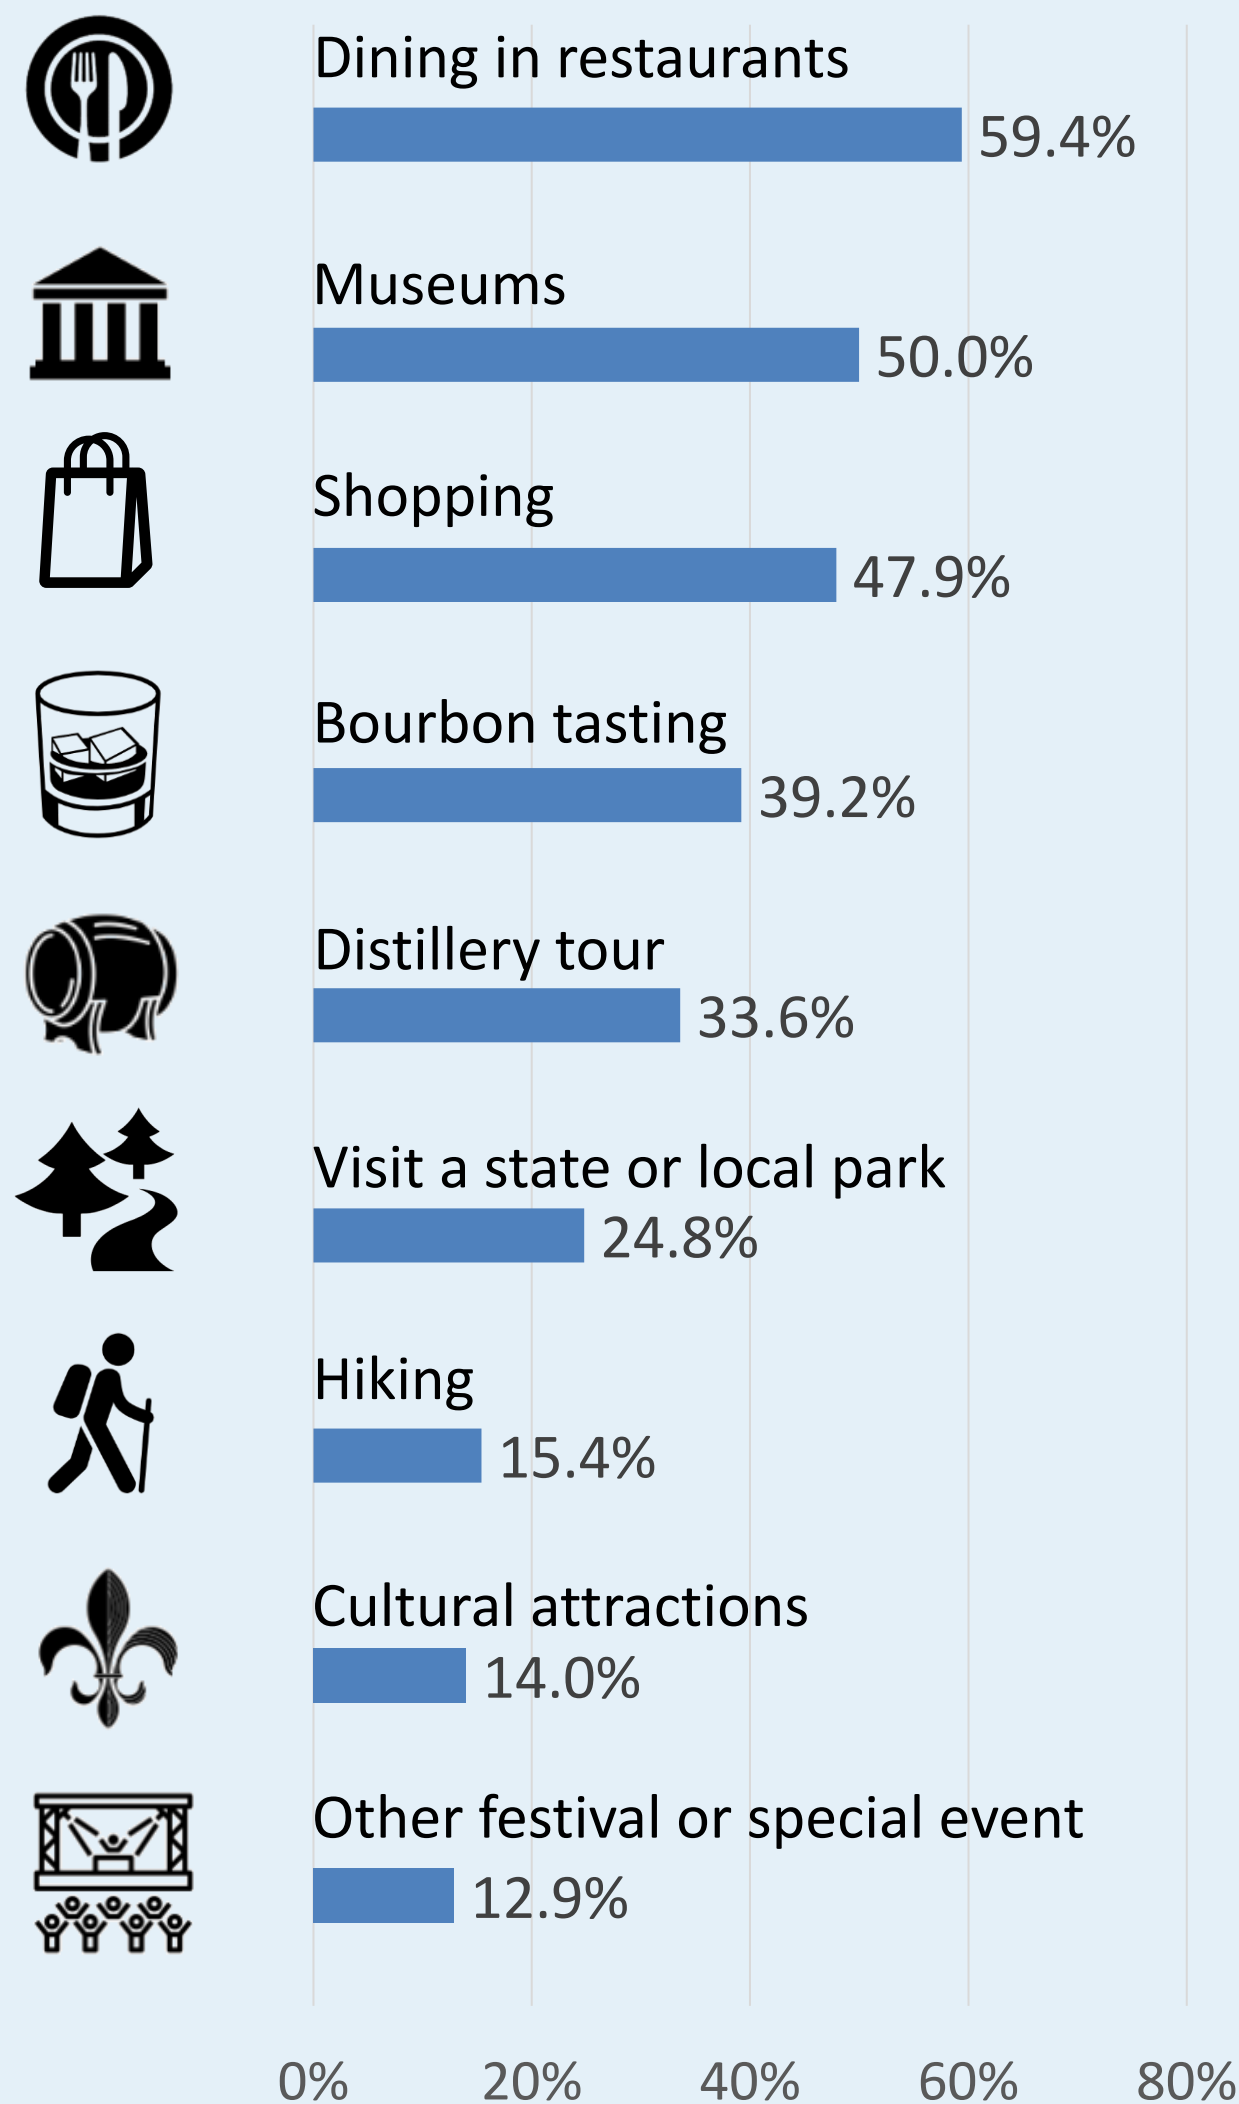 Dining in restaurants
59.4%
Museums
50.0%
Shopping
47.9%
Bourbon tasting
39.2%
Distillery tour
33.6%
Visit a state or local park
24.8%
Hiking
15.4%
Cultural attractions
14.0%
Other festival or special event
12.9%
0% 20% 40% 60% 80%